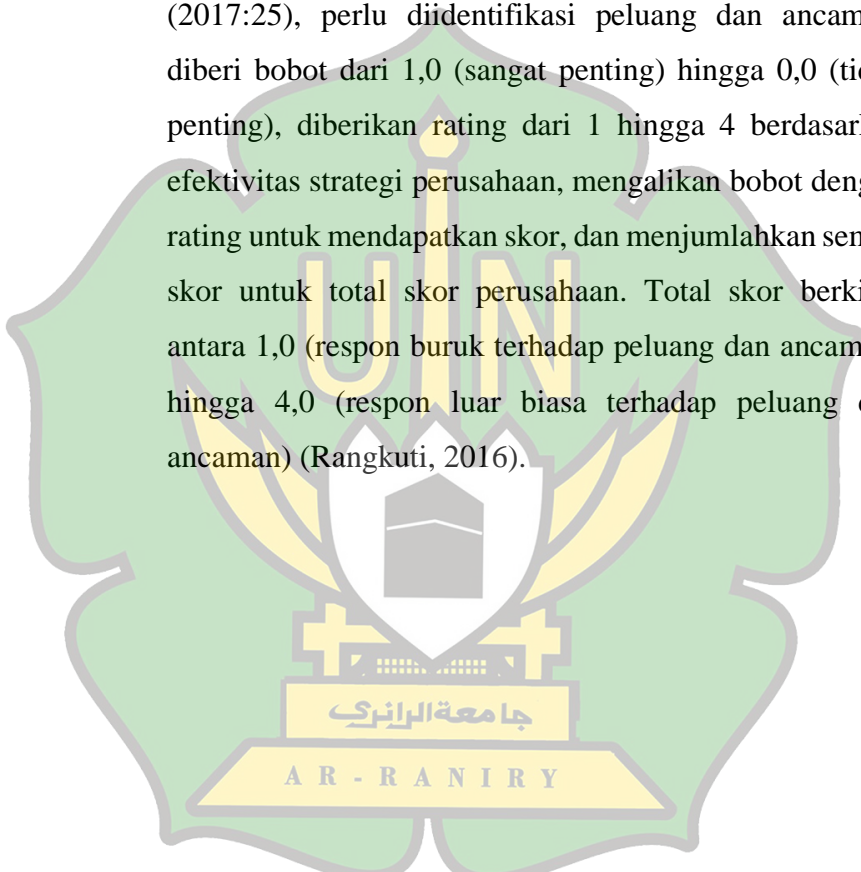 (2017:25), perlu diidentifikasi peluang dan ancam
diberi bobot dari 1,0 (sangat penting) hingga 0,0 (tid
penting), diberikan rating dari 1 hingga 4 berdasark
efektivitas strategi perusahaan, mengalikan bobot deng
rating untuk mendapatkan skor, dan menjumlahkan sem
skor untuk total skor perusahaan. Total skor berki
antara 1,0 (respon buruk terhadap peluang dan ancam
hingga 4,0 (respon luar biasa terhadap peluang d
ancaman) (Rangkuti, 2016).
UIN
جامعة الرانري
AR-RANIRY